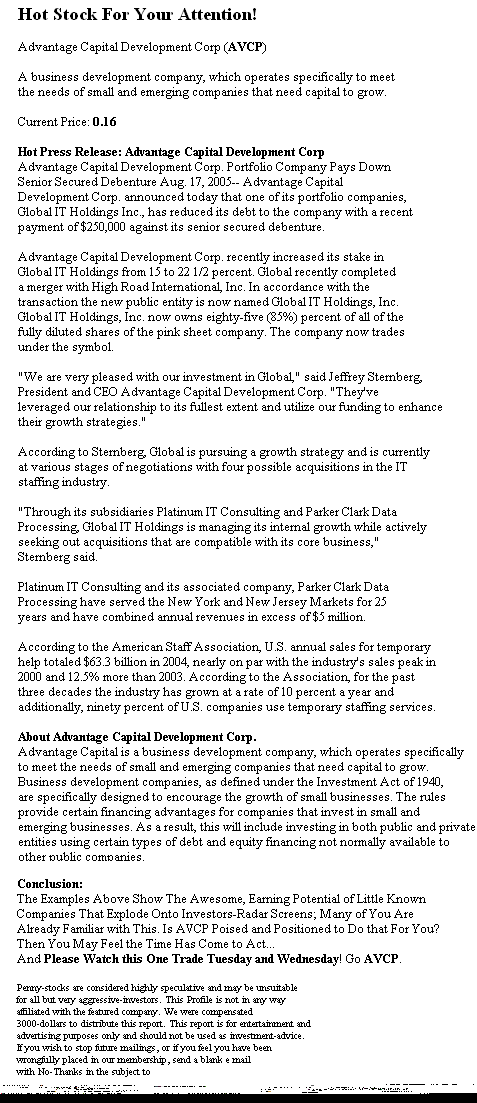 Hot Stock For Your Attention!
Advantage Capital Development Corp (AVCP)
A business development company, which operates specifically to meet
the needs of small and emerging companies that need capital to grow.
Current Price: 0.16
Hot Press Release: Advantage Capital Development Corp
Advantage Capital Development Corp. Portfolio Company Pays Down
Senior Secured Debenture Aug. 17, 2005-- Advantage Capital
Development Corp. announced today that one of its portfolio companies,
Global IT Holdings Inc., has reduced its debt to the company with a recent
payment of $250,000 against its senior secured debenture.
Advantage Capital Development Corp. recently increased its stake in
Global IT Holdings from 15 to 22 1/2 percent. Global recently completed
a merger with High Road International, Inc. In accordance with the
transaction the new public entity is now named Global IT Holdings, Inc.
Global IT Holdings, Inc. now owns eighty-five (85%) percent of all of the
fully diluted shares of the pink sheet company. The company now trades
under the symbol.
"We are very pleased with our investment in Global," said Jeffrey Sternberg,
President and CEO Advantage Capital Development Corp. "They've
leveraged our relationship to its fullest extent and utilize our funding to enhance
their growth strategies."
According to Sternberg, Global is pursuing a growth strategy and is currently
at various stages of negotiations with four possible acquisitions in the IT
staffing industry.
"Through its subsidiaries Platinum IT Consulting and Parker Clark Data
Processing, Global IT Holdings is managing its internal growth while actively
seeking out acquisitions that are compatible with its core business,"
Sternberg said.
Platinum IT Consulting and its associated company, Parker Clark Data
Processing have served the New York and New Jersey Markets for 25
years and have combined annual revenues in excess of $5 million.
According to the American Staff Association, U.S. annual sales for temporary
help totaled $63.3 billion in 2004, nearly on par with the industry's sales peak in
2000 and 12.5% more than 2003. According to the Association, for the past
three decades the industry has grown at a rate of 10 percent a year and
additionally, ninety percent of U.S. companies use temporary staffing services.
About Advantage Capital Development Corp.
Advantage Capital is a business development company, which operates specifically
to meet the needs of small and emerging companies that need capital to grow.
Business development companies, as defined under the Investment Act of 1940,
are specifically designed to encourage the growth of small businesses. The rules
provide certain financing advantages for companies that invest in small and
emerging businesses. As a result, this will include investing in both public and private
entities using certain types of debt and equity financing not normally available to
other public companies.
Conclusion:
The Examples Above Show The Awesome, Earning Potential of Little Known
Companies That Explode Onto Investors-Radar Screens; Many of You Are
Already Familiar with This. Is AVCP Poised and Positioned to Do that For You?
Then You May Feel the Time Has Come to Act...
And Please Watch this One Trade Tuesday and Wednesday! Go AVCP.
Penny-stocks are considered highly speculative and may be unsuitable
for all but very aggressive-investors. This Profile is not in any way
affiliated with the featured company. We were compensated
3000-dollars to distribute this report. This report is for entertainment and
advertising purposes only and should not be used as investment-advice.
If you wish to stop future mailings, or if you feel you have been
wrongfully placed in our membership, send a blank e mail
with No-Thanks in the subject to